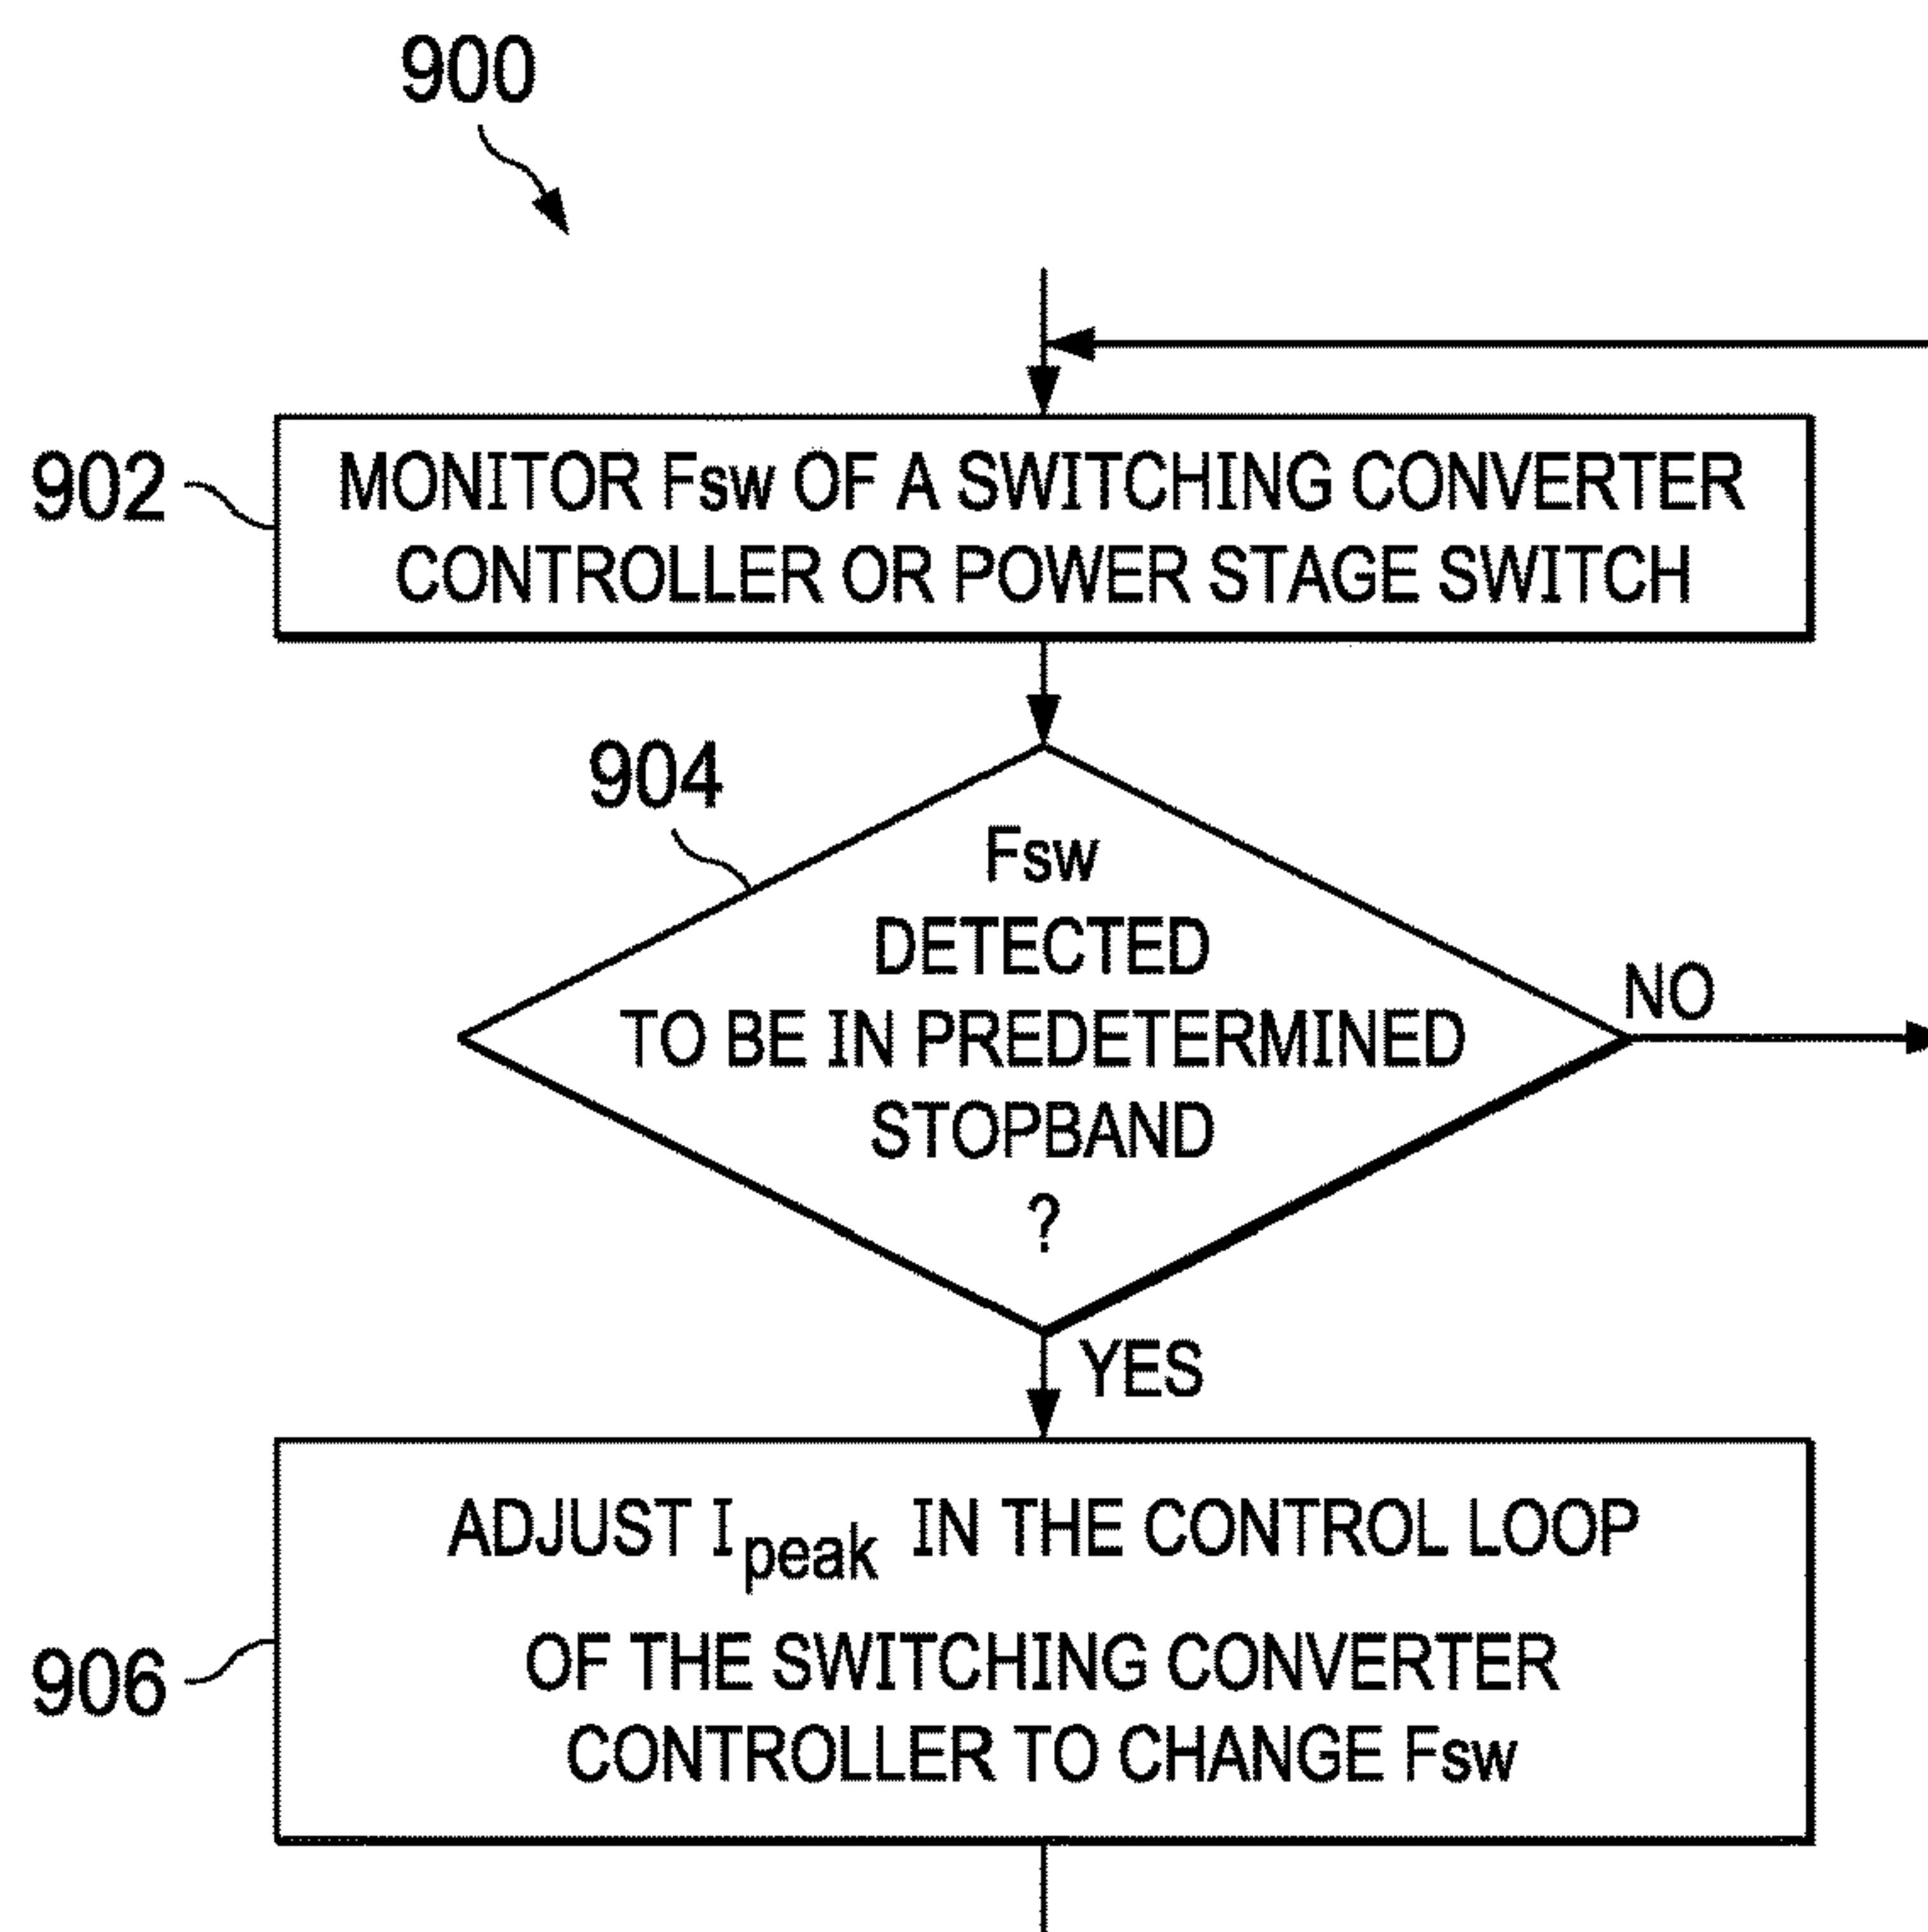 900
902
MONITOR Fsw OF A SWITCHING CONVERTER
CONTROLLER OR POWER STAGE SWITCH
904
Fsw
DETECTED
TO BE IN PREDETERMINED
STOPBAND
?
NO
YES
906
ADJUST Ipeak IN THE CONTROL LOOP
OF THE SWITCHING CONVERTER
CONTROLLER TO CHANGE Fsw